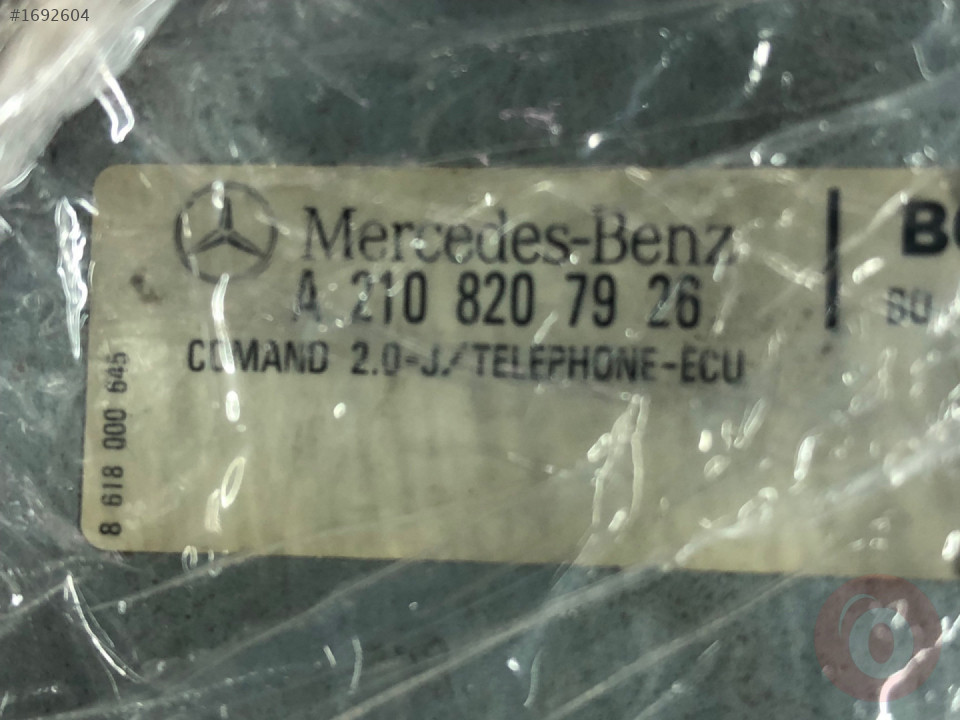 #1692604
Mercedes-Benz
A 210 820 79 26
COMAND 2.0-J./TELEPHONE-ECU
8 618 000 645